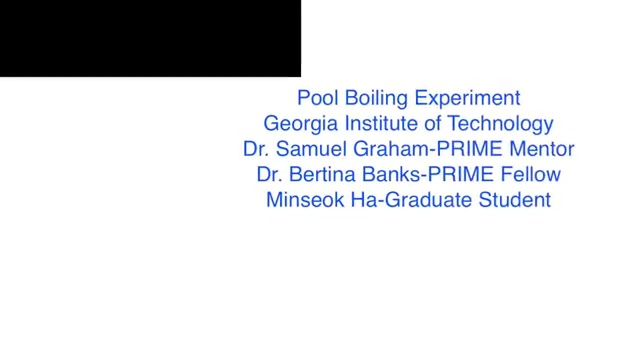 Pool Boiling Experiment
Georgia Institute of Technology
Dr. Samuel Graham-PRIME Mentor
Dr. Bertina Banks-PRIME Fellow
Minseok Ha-Graduate Student